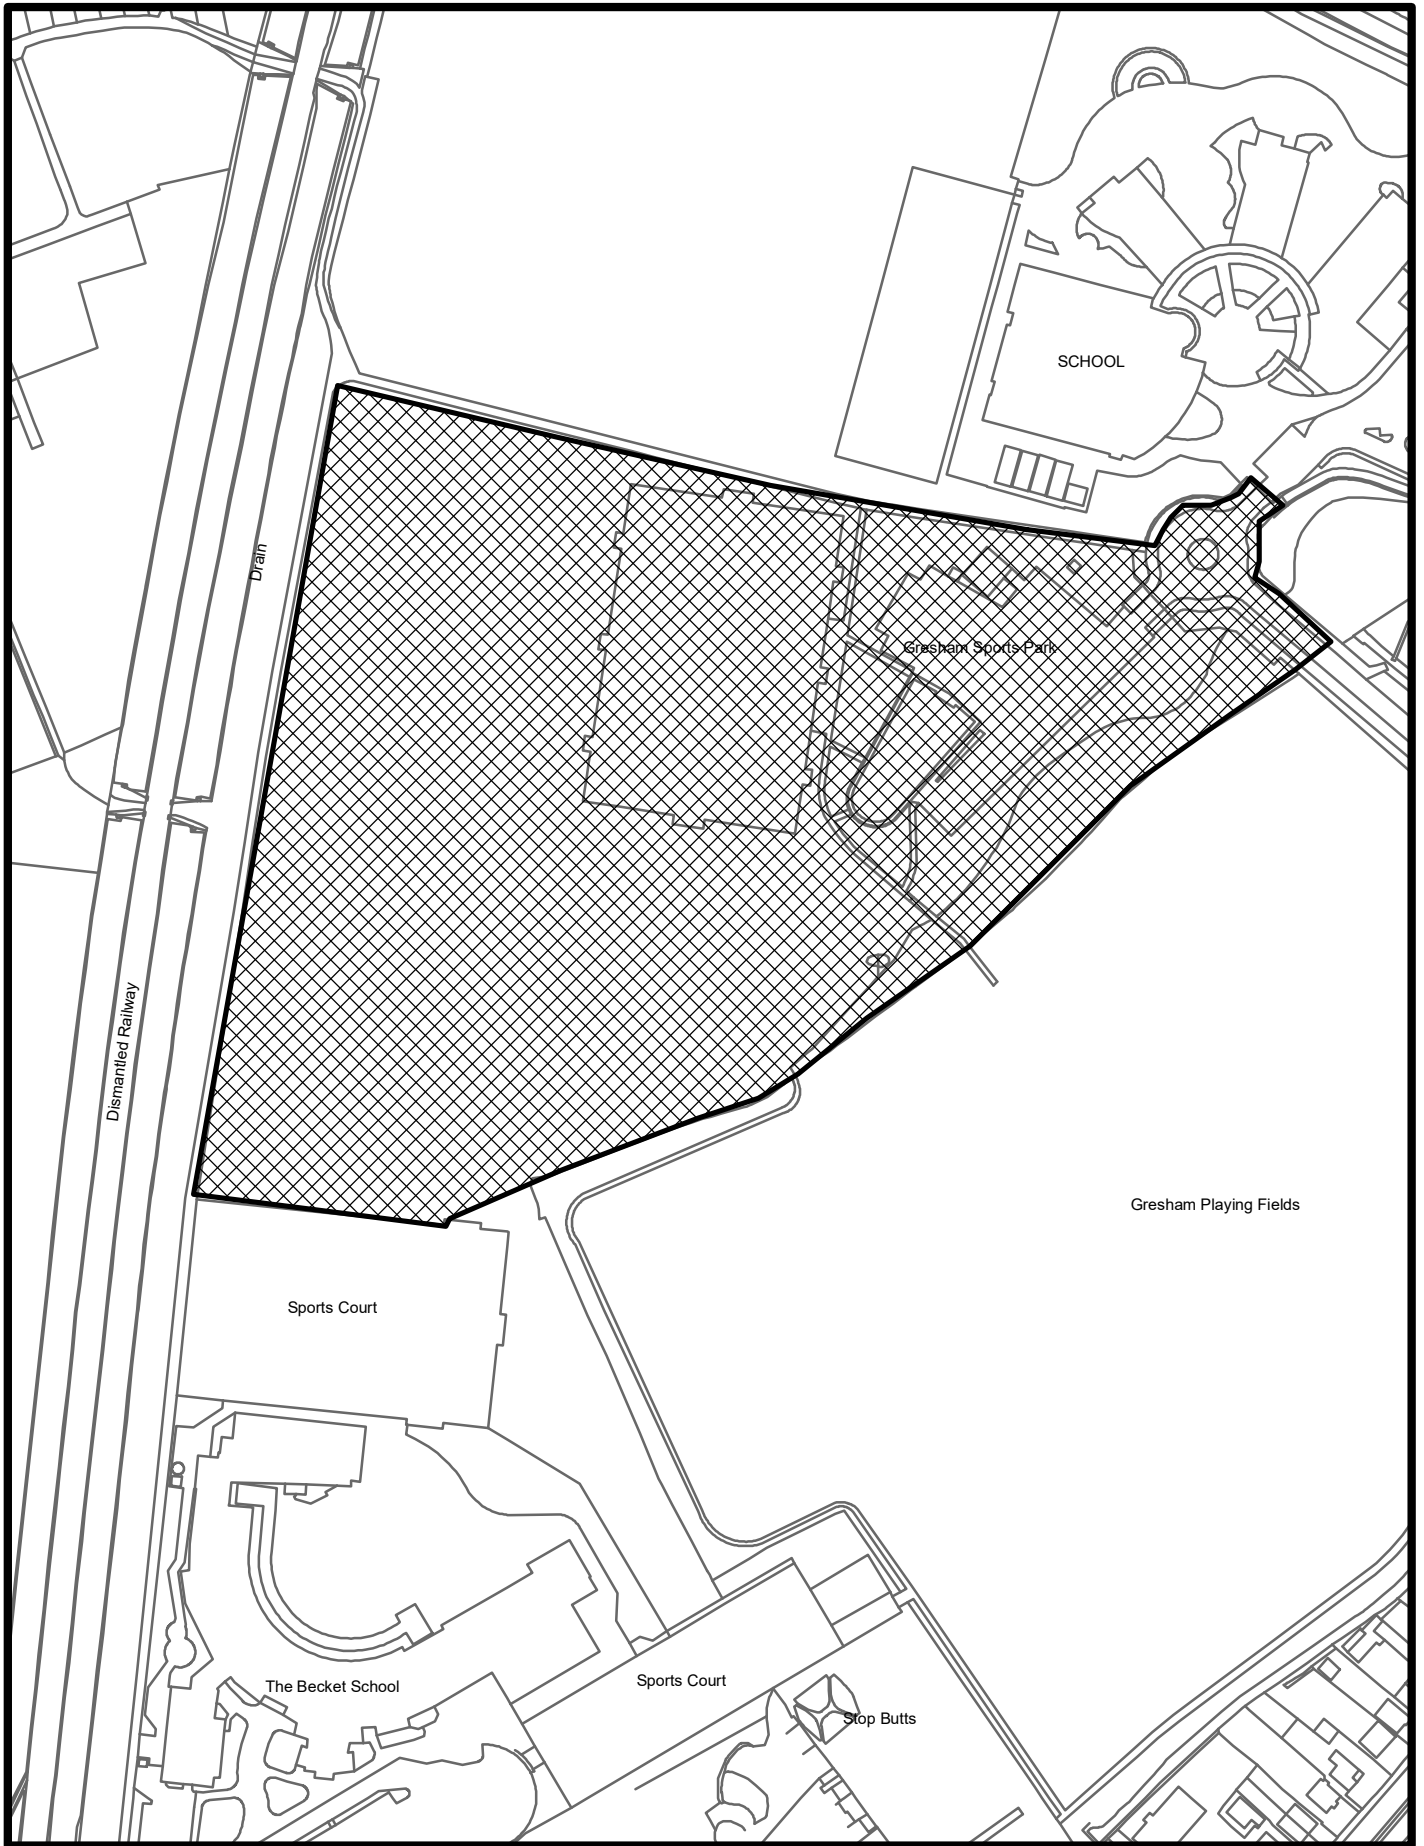 SCHOOL
Drain
Gresham Sports Park
Dismantled Railway
Gresham Playing Fields
Sports Court
Sports Court
The Becket School
Stop Butts